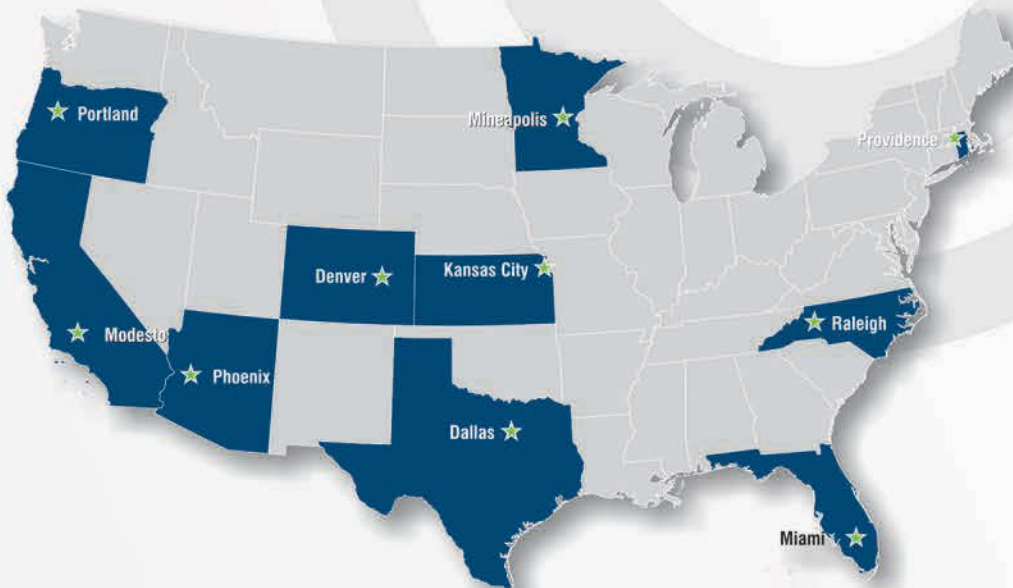 Portland
Mineapolis
Providence
Denver
Kansas City
Modesto
Raleigh
Phoenix
Dallas
Miami